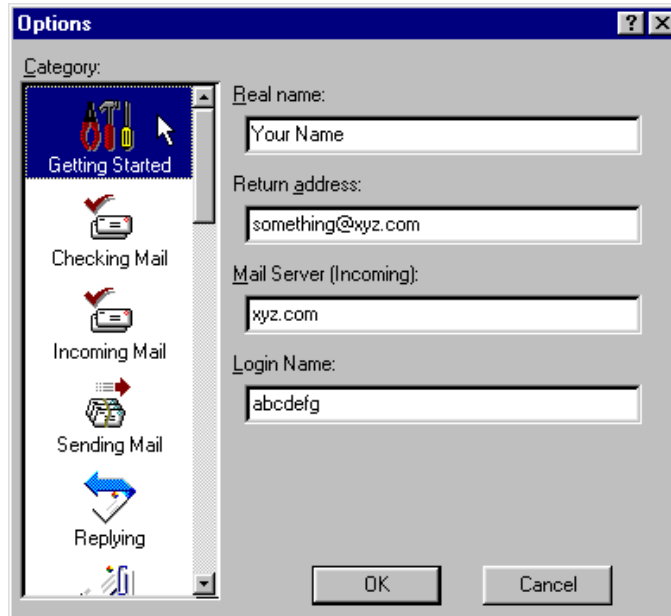 Options
Category:
Getting Started
Checking Mail
Incoming Mail
Sending Mail
Replying
Real name:
Your Name
Return address:
something@xyz.com
Mail Server (Incoming):
xyz.com
Login Name:
abcdefg
OK
Cancel